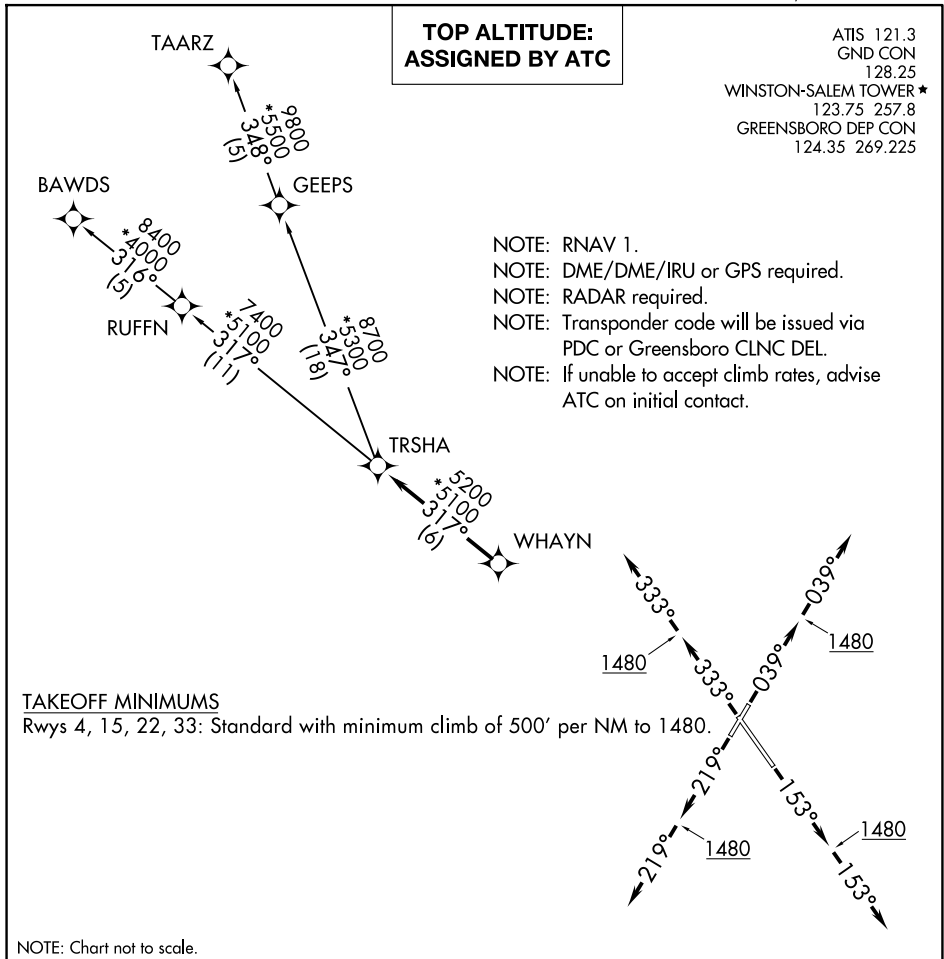 TOP ALTITUDE:
ASSIGNED BY ATC
ATIS 121.3
GND CON
128.25
WINSTON-SALEM TOWER ★
123.75 257.8
GREENSBORO DEP CON
124.35 269.225
TAARZ
9800
*5500
348°
(5)
GEEPS
BAWDS
8400
*4000
316°
(5)
RUFFN
7400
*5100
317°
(11)
8700
*5300
347°
(18)
NOTE: RNAV 1.
NOTE: DME/DME/IRU or GPS required.
NOTE: RADAR required.
NOTE: Transponder code will be issued via
PDC or Greensboro CLNC DEL.
NOTE: If unable to accept climb rates, advise
ATC on initial contact.
TRSHA
5200
*5100
317°
(6)
WHAYN
333°
039°
1480
1480
333°
039°
TAKEOFF MINIMUMS
Rwys 4, 15, 22, 33: Standard with minimum climb of 500' per NM to 1480.
219°
153°
1480
1480
219°
153°
NOTE: Chart not to scale.